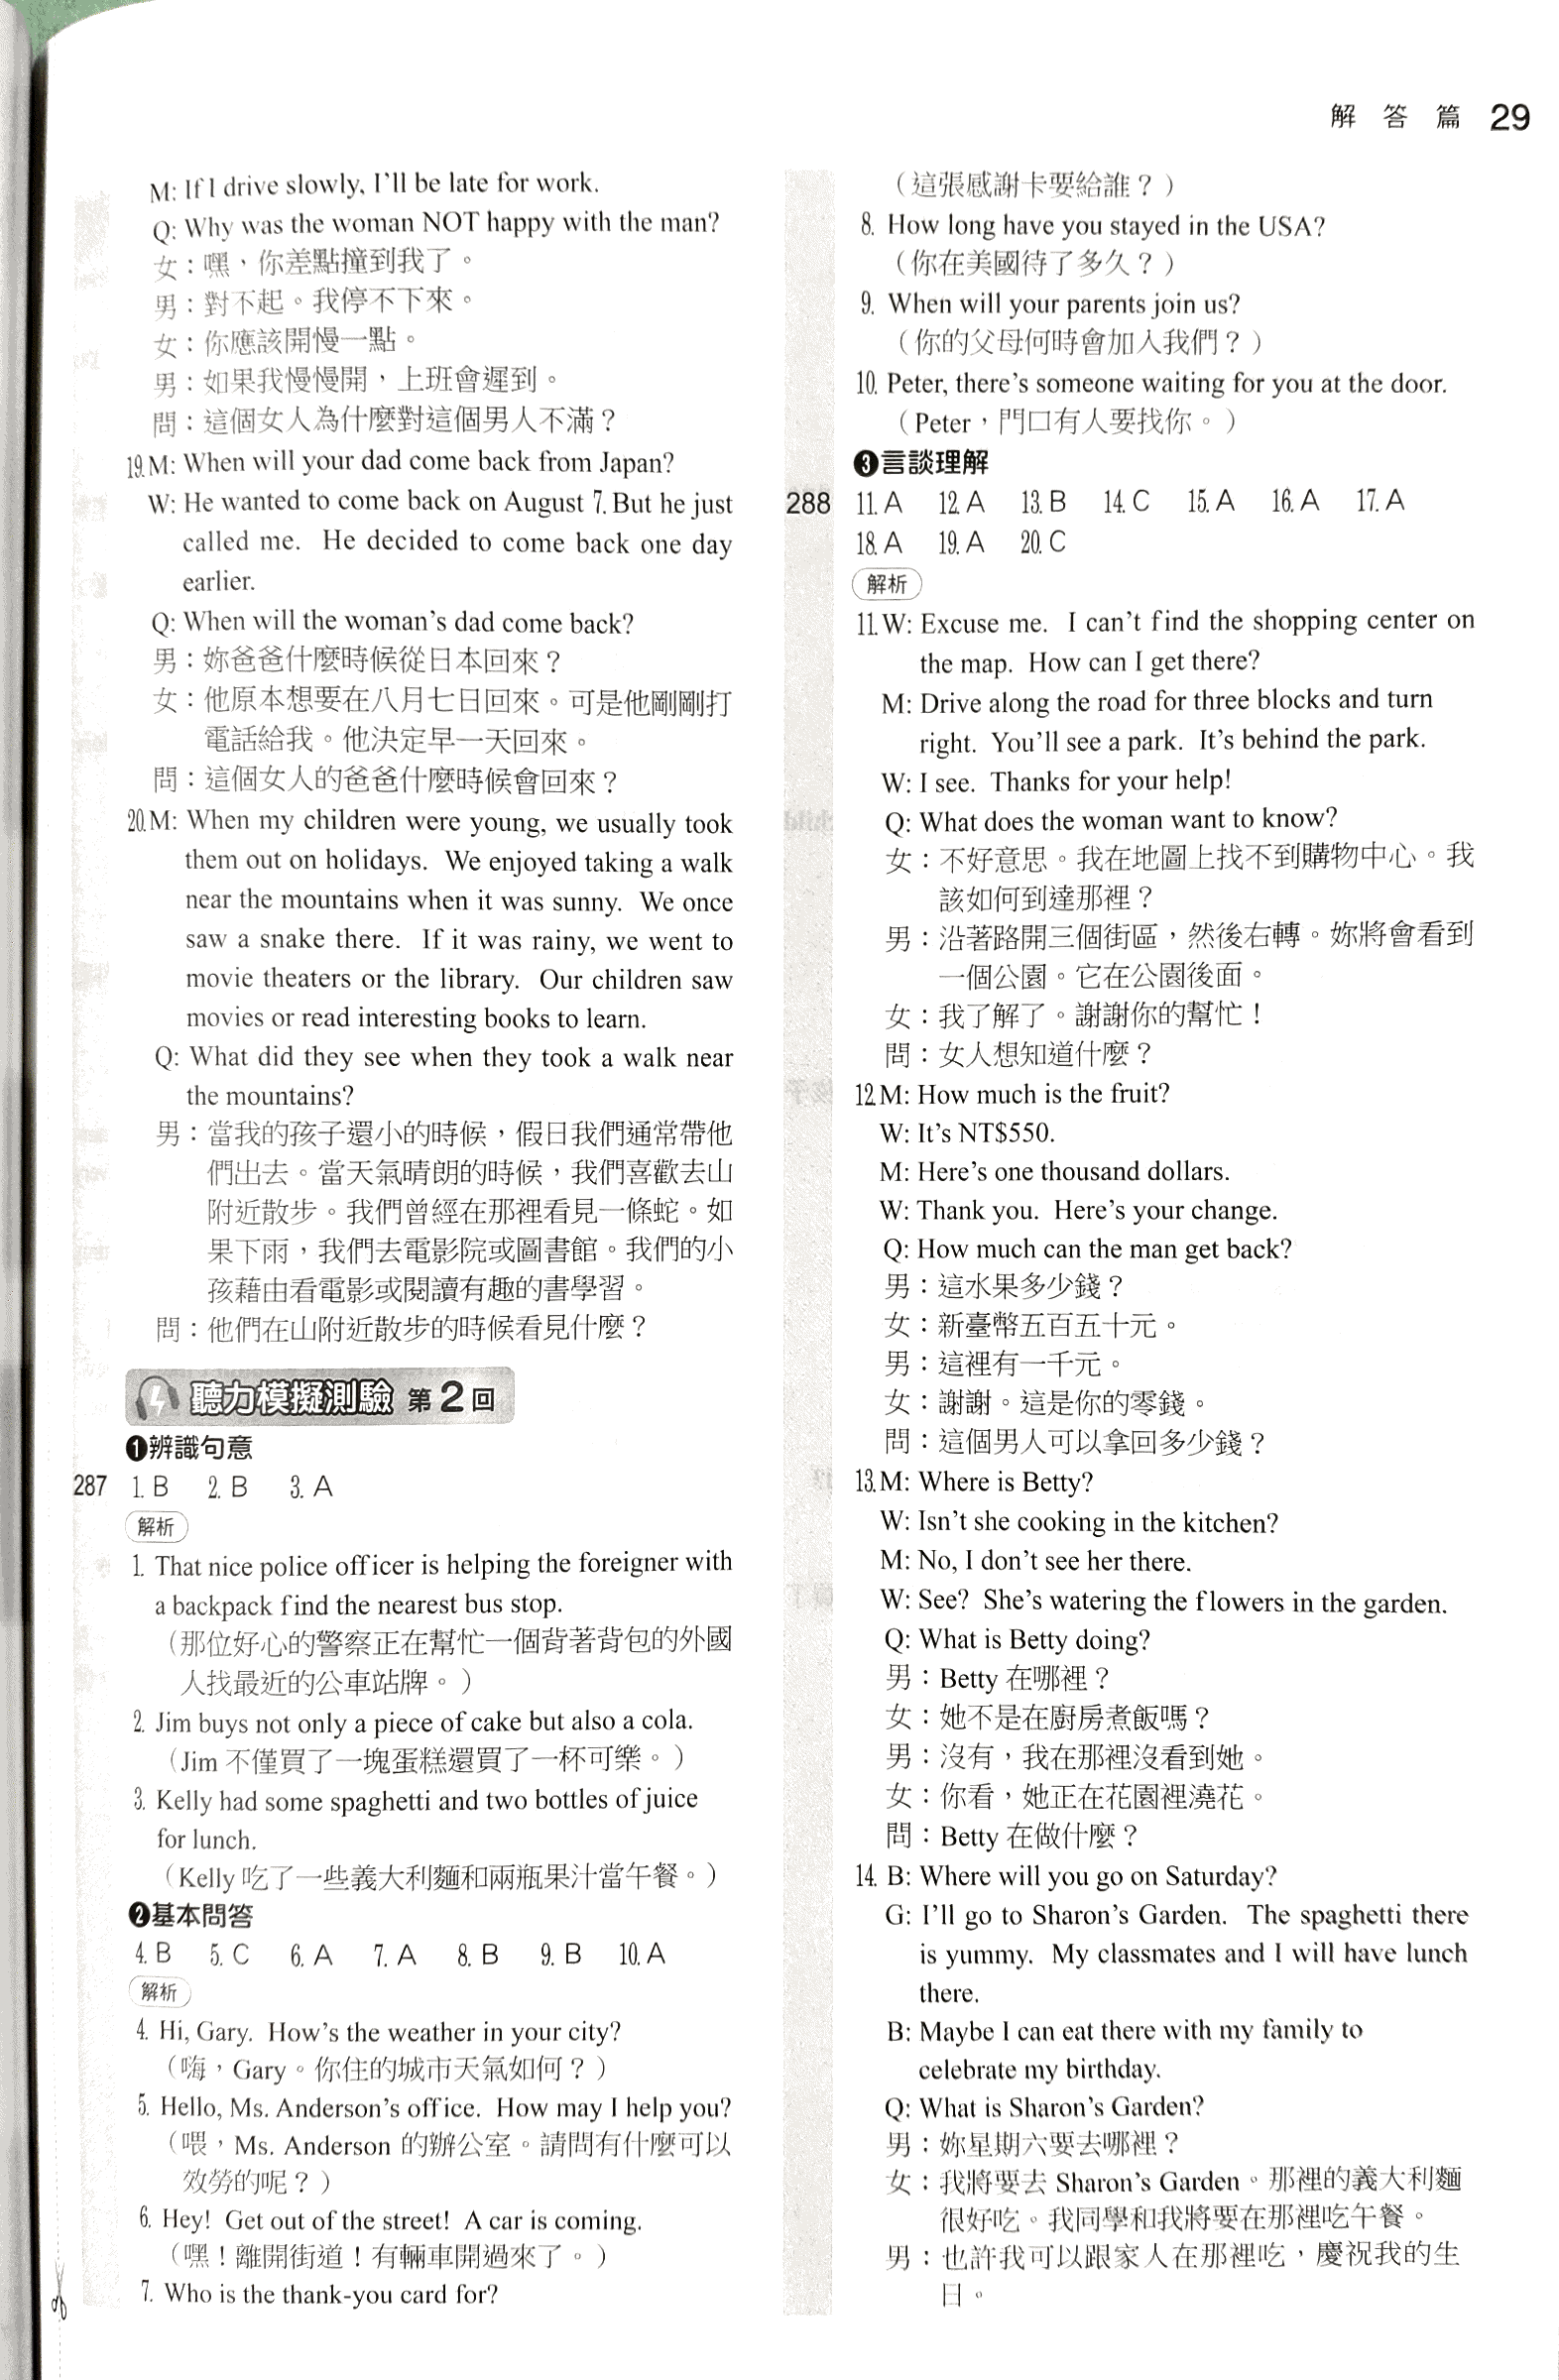 解 答 篇 29
M: If I drive slowly, I'll be late for work.
Q: Why was the woman NOT happy with the man?
女：嘿，你差點撞到我了。
男：對不起。我停不下來。
女：你應該開慢一點。
男：如果我慢慢開，上班會遲到。
問：這個女人為什麼對這個男人不滿？
19. M: When will your dad come back from Japan?
W: He wanted to come back on August 7. But he just
called me. He decided to come back one day
earlier.
Q: When will the woman's dad come back?
男：妳爸爸什麼時候從日本回來？
女：他原本想要在八月七日回來。可是他剛剛打
電話給我。他決定早一天回來。
問：這個女人的爸爸什麼時候會回來？
20. M: When my children were young, we usually took
them out on holidays. We enjoyed taking a walk
near the mountains when it was sunny. We once
saw a snake there. If it was rainy, we went to
movie theaters or the library. Our children saw
movies or read interesting books to learn.
Q: What did they see when they took a walk near
the mountains?
男：當我的孩子還小的時候，假日我們通常帶他
們出去。當天氣晴朗的時候，我們喜歡去山
附近散步。我們曾經在那裡看見一條蛇。如
果下雨，我們去電影院或圖書館。我們的小
孩藉由看電影或閱讀有趣的書學習。
問：他們在山附近散步的時候看見什麼？
聽力模擬測驗 第 2 回
❶辨識句意
287 1. B 2. B 3. A
解析
1. That nice police officer is helping the foreigner with
a backpack find the nearest bus stop.
（那位好心的警察正在幫忙一個背著背包的外國
人找最近的公車站牌。）
2. Jim buys not only a piece of cake but also a cola.
（Jim 不僅買了一塊蛋糕還買了一杯可樂。）
3. Kelly had some spaghetti and two bottles of juice
for lunch.
（Kelly 吃了一些義大利麵和兩瓶果汁當午餐。）
❷基本問答
4. B 5. C 6. A 7. A 8. B 9. B 10. A
解析
4. Hi, Gary. How's the weather in your city?
（嗨，Gary。你住的城市天氣如何？）
5. Hello, Ms. Anderson's office. How may I help you?
（喂，Ms. Anderson 的辦公室。請問有什麼可以
效勞的呢？）
6. Hey! Get out of the street! A car is coming.
（嘿！離開街道！有輛車開過來了。）
7. Who is the thank-you card for?
（這張感謝卡要給誰？）
8. How long have you stayed in the USA?
（你在美國待了多久？）
9. When will your parents join us?
（你的父母何時會加入我們？）
10. Peter, there's someone waiting for you at the door.
（Peter，門口有人要找你。）
❸言談理解
288 11. A 12. A 13. B 14. C 15. A 16. A 17. A
18. A 19. A 20. C
解析
11. W: Excuse me. I can't find the shopping center on
the map. How can I get there?
M: Drive along the road for three blocks and turn
right. You'll see a park. It's behind the park.
W: I see. Thanks for your help!
Q: What does the woman want to know?
女：不好意思。我在地圖上找不到購物中心。我
該如何到達那裡？
男：沿著路開三個街區，然後右轉。妳將會看到
一個公園。它在公園後面。
女：我了解了。謝謝你的幫忙！
問：女人想知道什麼？
12. M: How much is the fruit?
W: It's NT$550.
M: Here's one thousand dollars.
W: Thank you. Here's your change.
Q: How much can the man get back?
男：這水果多少錢？
女：新臺幣五百五十元。
男：這裡有一千元。
女：謝謝。這是你的零錢。
問：這個男人可以拿回多少錢？
13. M: Where is Betty?
W: Isn't she cooking in the kitchen?
M: No, I don't see her there.
W: See? She's watering the flowers in the garden.
Q: What is Betty doing?
男：Betty 在哪裡？
女：她不是在廚房煮飯嗎？
男：沒有，我在那裡沒看到她。
女：你看，她正在花園裡澆花。
問：Betty 在做什麼？
14. B: Where will you go on Saturday?
G: I'll go to Sharon's Garden. The spaghetti there
is yummy. My classmates and I will have lunch
there.
B: Maybe I can eat there with my family to
celebrate my birthday.
Q: What is Sharon's Garden?
男：妳星期六要去哪裡？
女：我將要去 Sharon's Garden。那裡的義大利麵
很好吃。我同學和我將要在那裡吃午餐。
男：也許我可以跟家人在那裡吃，慶祝我的生
日。